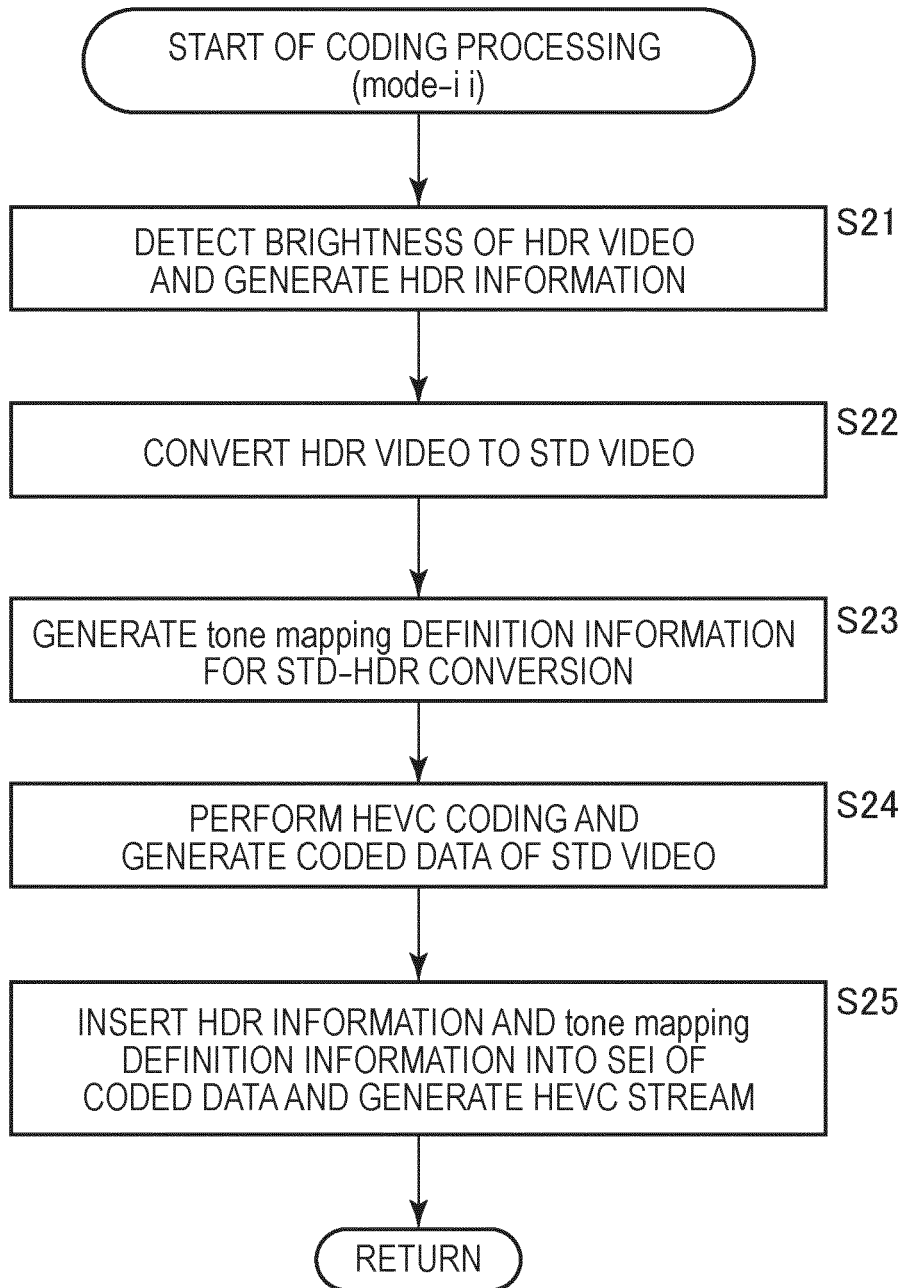 START OF CODING PROCESSING
(mode-i i)
S21
DETECT BRIGHTNESS OF HDR VIDEO
AND GENERATE HDR INFORMATION
S22
CONVERT HDR VIDEO TO STD VIDEO
S23
GENERATE tone mapping DEFINITION INFORMATION
FOR STD-HDR CONVERSION
S24
PERFORM HEVC CODING AND
GENERATE CODED DATA OF STD VIDEO
S25
INSERT HDR INFORMATION AND tone mapping
DEFINITION INFORMATION INTO SEI OF
CODED DATA AND GENERATE HEVC STREAM
RETURN